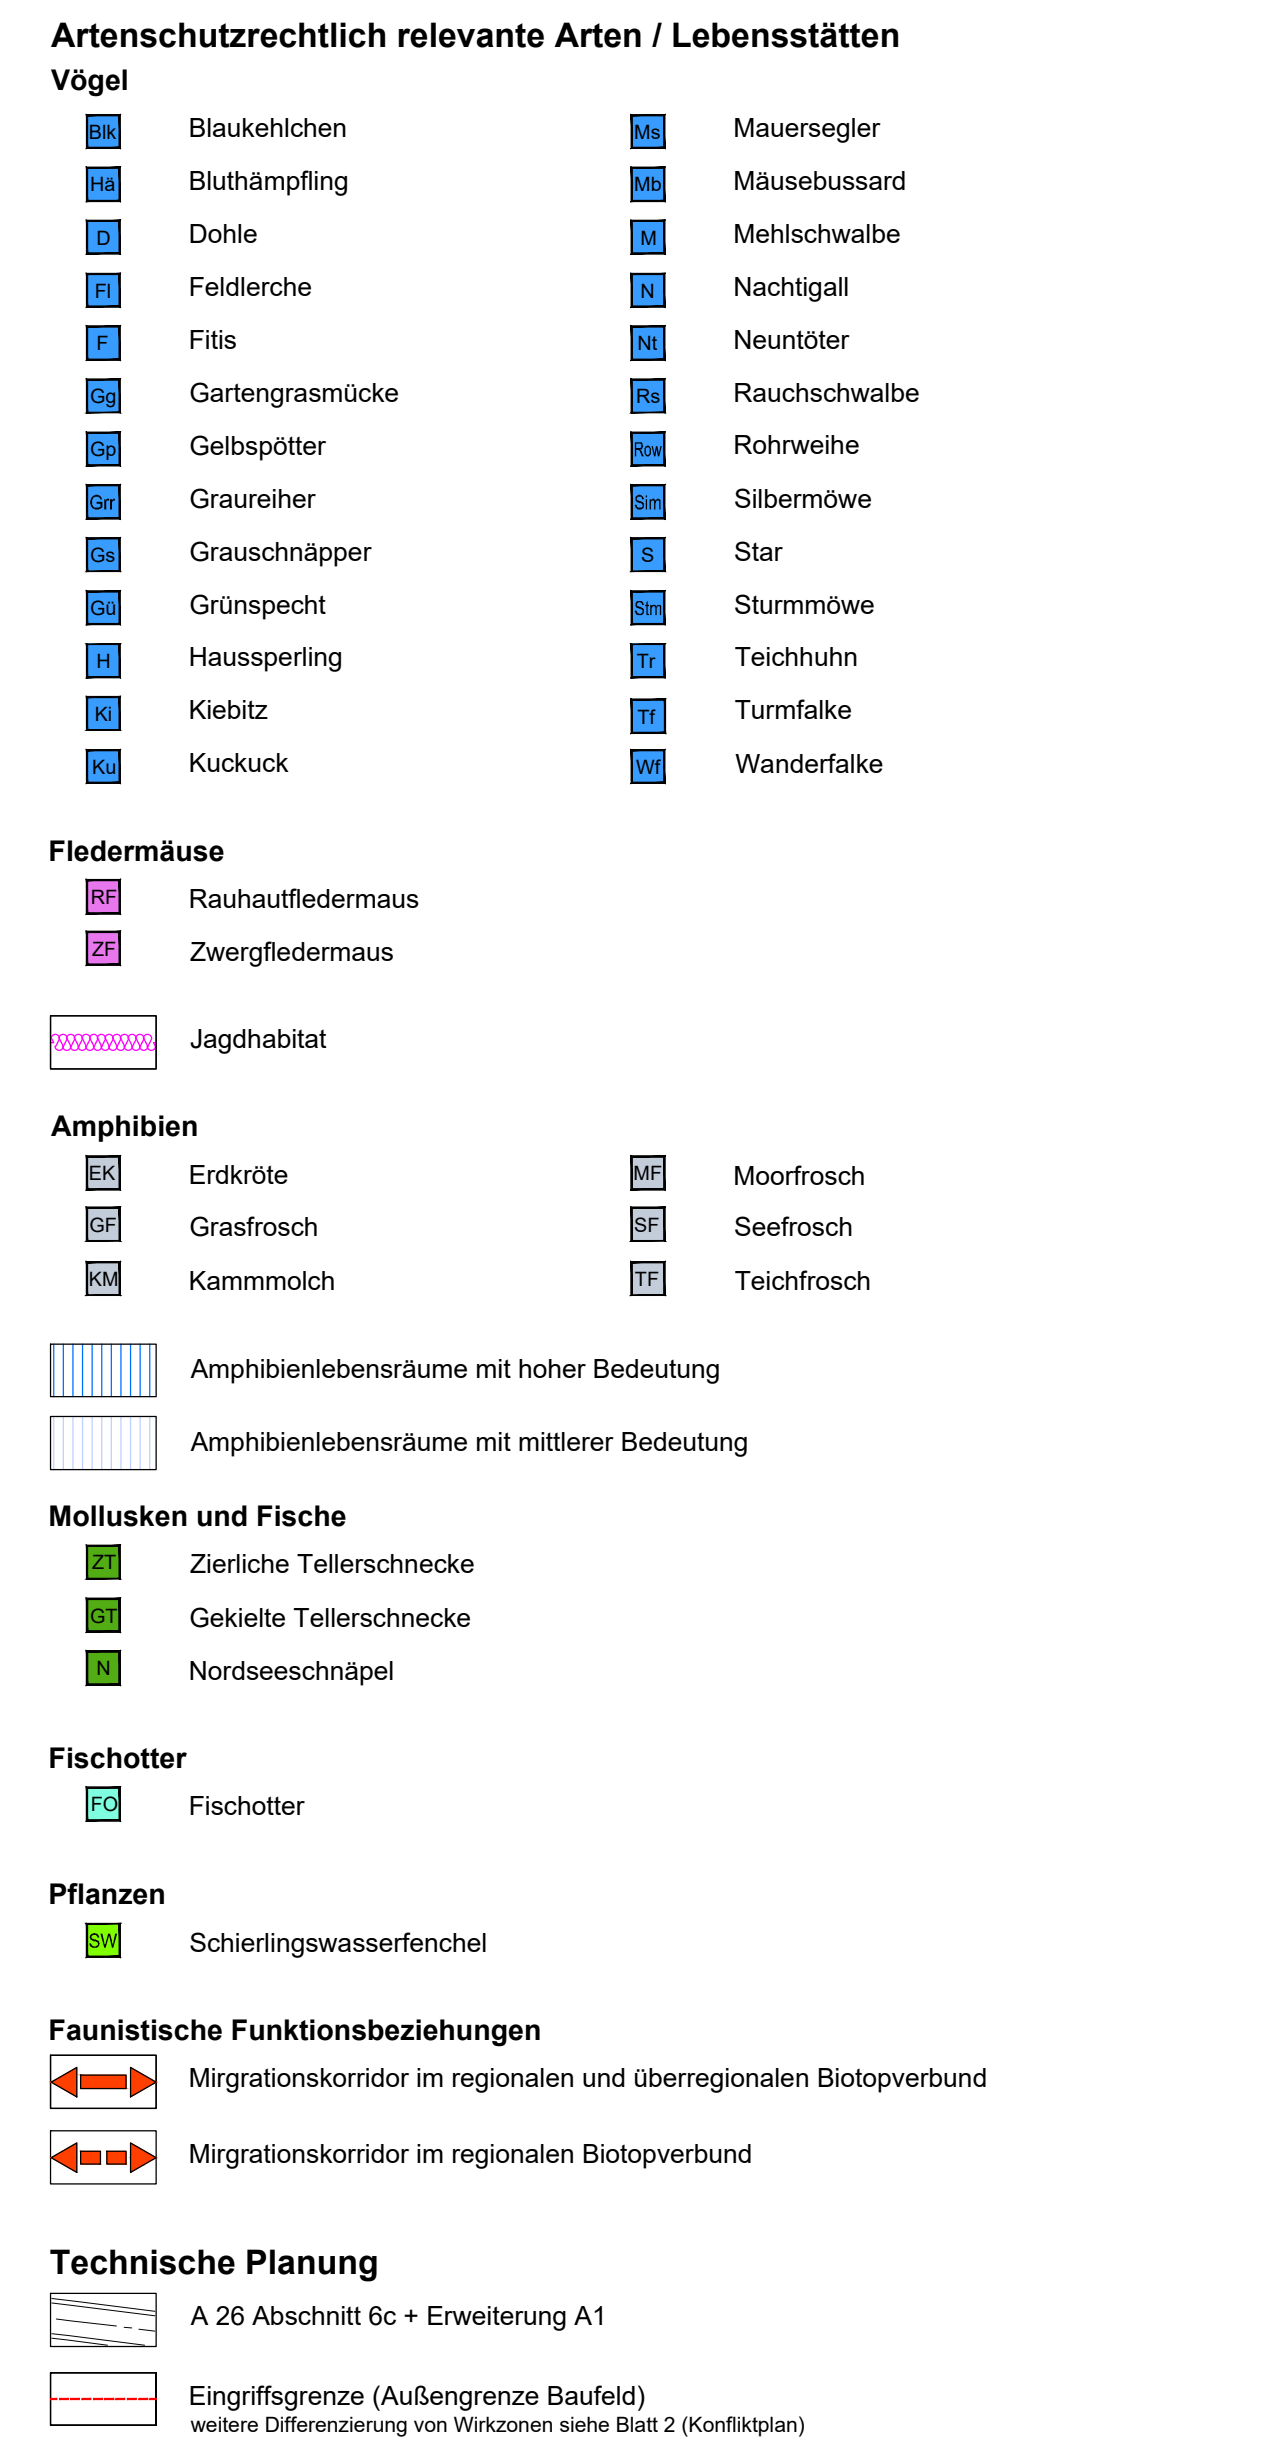 Artenschutzrechtlich relevante Arten / Lebensstätten
Vögel
Blk Blaukehlchen
Hä Bluthämpfling
D Dohle
Fl Feldlerche
F Fitis
Gg Gartengrasmücke
Gp Gelbspötter
Grr Graureiher
Gs Grauschnäpper
Gü Grünspecht
H Haussperling
Ki Kiebitz
Ku Kuckuck
Ms Mauersegler
Mb Mäusebussard
M Mehlschwalbe
N Nachtigall
Nt Neuntöter
Rs Rauchschwalbe
Row Rohrweihe
Sim Silbermöwe
S Star
Stm Sturmmöwe
Tr Teichhuhn
Tf Turmfalke
Wf Wanderfalke
Fledermäuse
RF Rauhautfledermaus
ZF Zwergfledermaus
Jagdhabitat
Amphibien
EK Erdkröte
GF Grasfrosch
KM Kammmolch
MF Moorfrosch
SF Seefrosch
TF Teichfrosch
Amphibienlebensräume mit hoher Bedeutung
Amphibienlebensräume mit mittlerer Bedeutung
Mollusken und Fische
ZT Zierliche Tellerschnecke
GT Gekielte Tellerschnecke
N Nordseeschnäpel
Fischotter
FO Fischotter
Pflanzen
SW Schierlingswasserfenchel
Faunistische Funktionsbeziehungen
Mirgrationskorridor im regionalen und überregionalen Biotopverbund
Mirgrationskorridor im regionalen Biotopverbund
Technische Planung
A 26 Abschnitt 6c + Erweiterung A1
Eingriffsgrenze (Außengrenze Baufeld)
weitere Differenzierung von Wirkzonen siehe Blatt 2 (Konfliktplan)